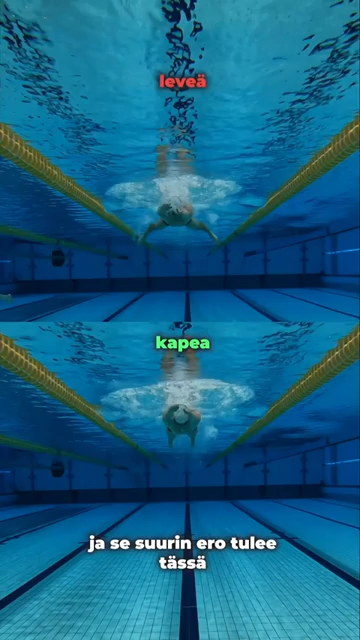 leveä
kapea
ja se suurin ero tulee
tässä